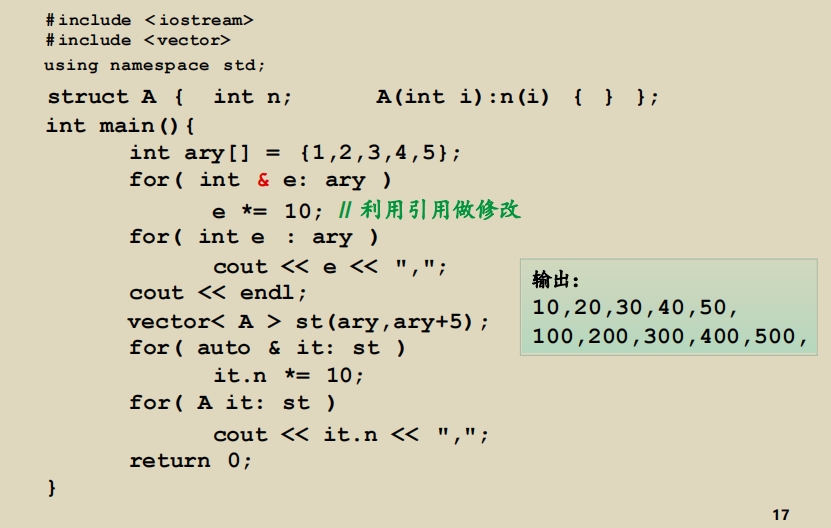 #include <iostream>
#include <vector>
using namespace std;
struct A { int n; A(int i):n(i) { } };
int main(){
int ary[] = {1,2,3,4,5};
for( int & e: ary )
e *= 10; // 利用引用做修改
for( int e : ary )
cout << e << ",";
cout << endl;
vector< A > st(ary,ary+5);
for( auto & it: st )
it.n *= 10;
for( A it: st )
cout << it.n << ",";
return 0;
}
输出:
10,20,30,40,50,
100,200,300,400,500,
17